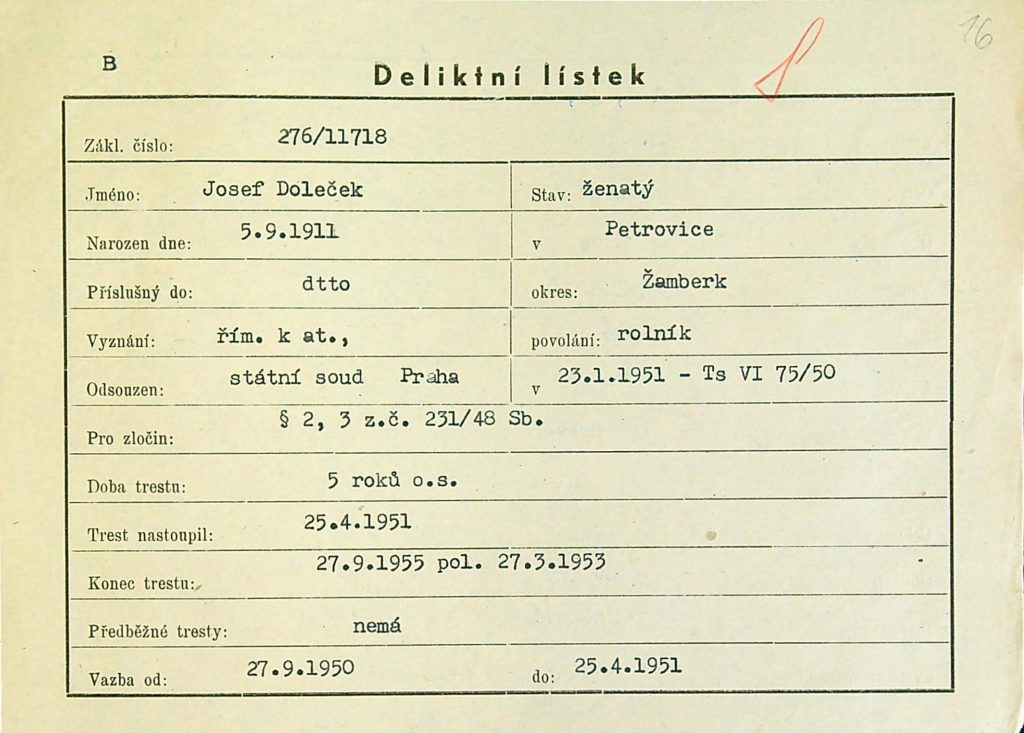 16
B
Deliktní lístek
Zákl. číslo: 276/11718
Jméno: Josef Doleček Stav: ženatý
Narozen dne: 5.9.1911 v Petrovice
Příslušný do: dtto okres: Žamberk
Vyznání: řím. k at., povolání: rolník
Odsouzen: státní soud Praha v 23.1.1951 - Ts VI 75/50
Pro zločin: § 2, 3 z.č. 231/48 Sb.
Doba trestu: 5 roků o.s.
Trest nastoupil: 25.4.1951
Konec trestu: 27.9.1955 pol. 27.3.1953
Předběžné tresty: nemá
Vazba od: 27.9.1950 do: 25.4.1951